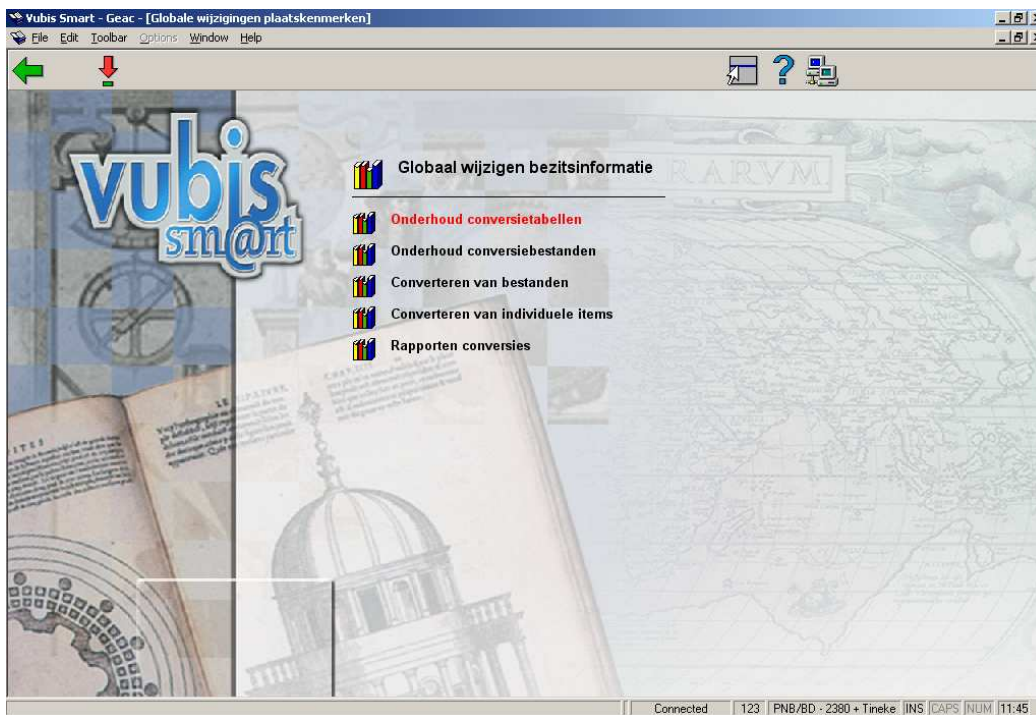 Vubis Smart - Geac - [Globale wijzigingen plaatskenmerken]
File Edit Toolbar Options Window Help
vubis
sm@rt
RARVM
Globaal wijzigen bezitsinformatie
Onderhoud conversietabellen
Onderhoud conversiebestanden
Converteren van bestanden
Converteren van individuele items
Rapporten conversies
Connected 123 PNB/BD - 2380 + Tineke INS CAPS NUM 11:45